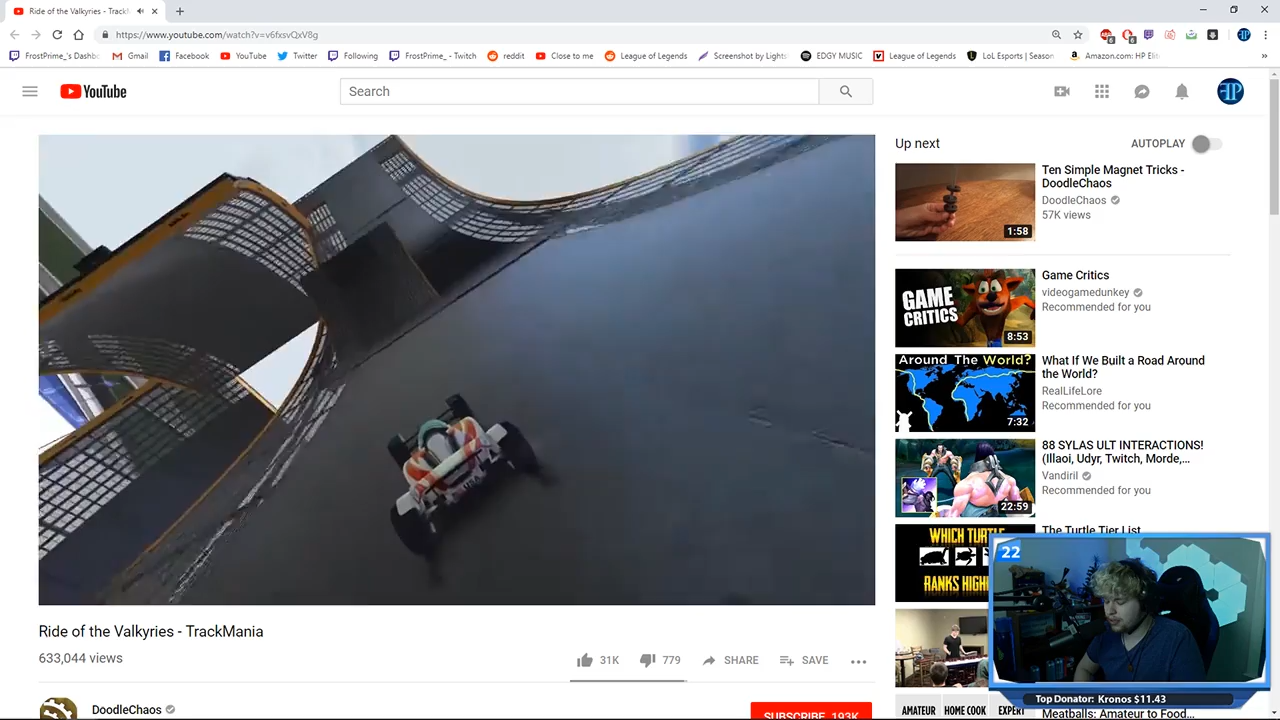 Ride of the Valkyries - TrackM
https://www.youtube.com/watch?v=v6fxsvQxV8g
FrostPrime_'s Dashbo
Gmail
Facebook
YouTube
Twitter
Following
FrostPrime_ - Twitch
reddit
Close to me
League of Legends
Screenshot by Lights
EDGY MUSIC
League of Legends
LoL Esports | Season
Amazon.com: HP Elit
YouTube
Search
Up next
AUTOPLAY
Ten Simple Magnet Tricks -
DoodleChaos
DoodleChaos
57K views
1:58
GAME
CRITICS
8:53
Game Critics
videogamedunkey
Recommended for you
Around The World?
7:32
What If We Built a Road Around
the World?
RealLifeLore
Recommended for you
22:59
88 SYLAS ULT INTERACTIONS!
(Illaoi, Udyr, Twitch, Morde,...
Vandiril
Recommended for you
WHICH TURTLE
RANKS HIGH
The Turtle Tier List
22
Ride of the Valkyries - TrackMania
633,044 views
31K
779
SHARE
SAVE
DoodleChaos
SUBSCRIBE 193K
Top Donator: Kronos $11.43
AMATEUR
HOME COOK
EXPERT
Meatballs: Amateur to Food...